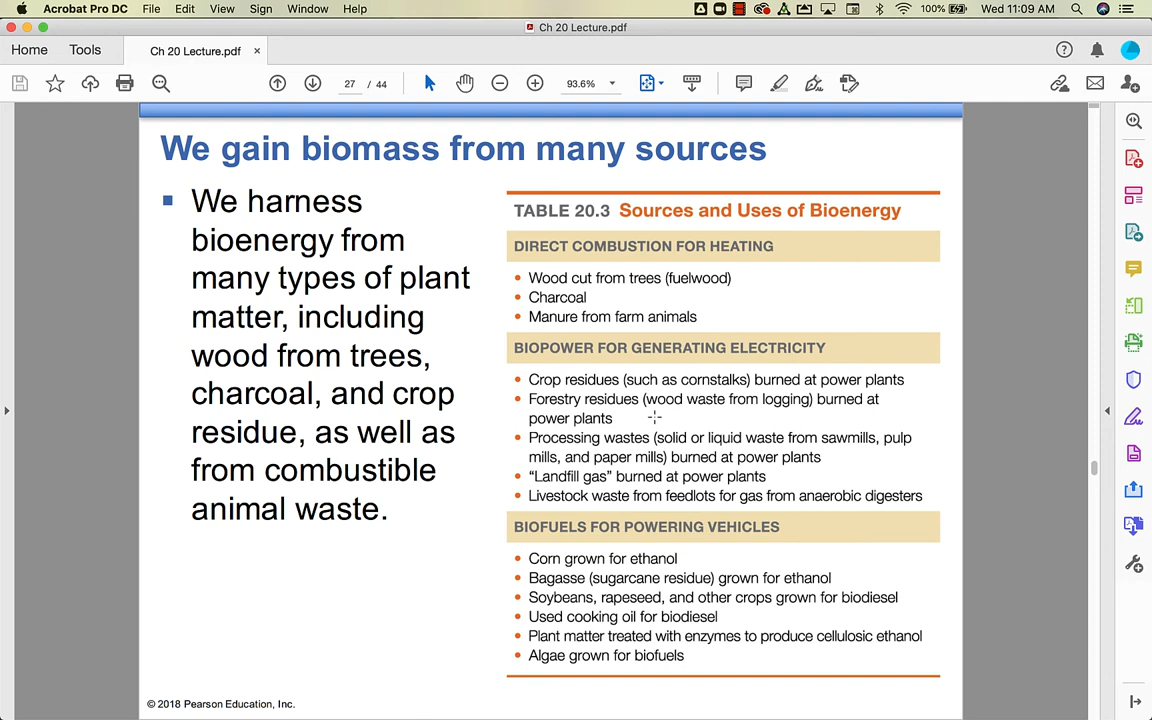 Acrobat Pro DC File Edit View Sign Window Help 100% Wed 11:09 AM
Ch 20 Lecture.pdf
Home Tools Ch 20 Lecture.pdf ×
27 / 44 93.6%
We gain biomass from many sources
We harness
bioenergy from
many types of plant
matter, including
wood from trees,
charcoal, and crop
residue, as well as
from combustible
animal waste.
TABLE 20.3 Sources and Uses of Bioenergy
DIRECT COMBUSTION FOR HEATING
• Wood cut from trees (fuelwood)
• Charcoal
• Manure from farm animals
BIOPOWER FOR GENERATING ELECTRICITY
• Crop residues (such as cornstalks) burned at power plants
• Forestry residues (wood waste from logging) burned at
power plants
• Processing wastes (solid or liquid waste from sawmills, pulp
mills, and paper mills) burned at power plants
• “Landfill gas” burned at power plants
• Livestock waste from feedlots for gas from anaerobic digesters
BIOFUELS FOR POWERING VEHICLES
• Corn grown for ethanol
• Bagasse (sugarcane residue) grown for ethanol
• Soybeans, rapeseed, and other crops grown for biodiesel
• Used cooking oil for biodiesel
• Plant matter treated with enzymes to produce cellulosic ethanol
• Algae grown for biofuels
© 2018 Pearson Education, Inc.